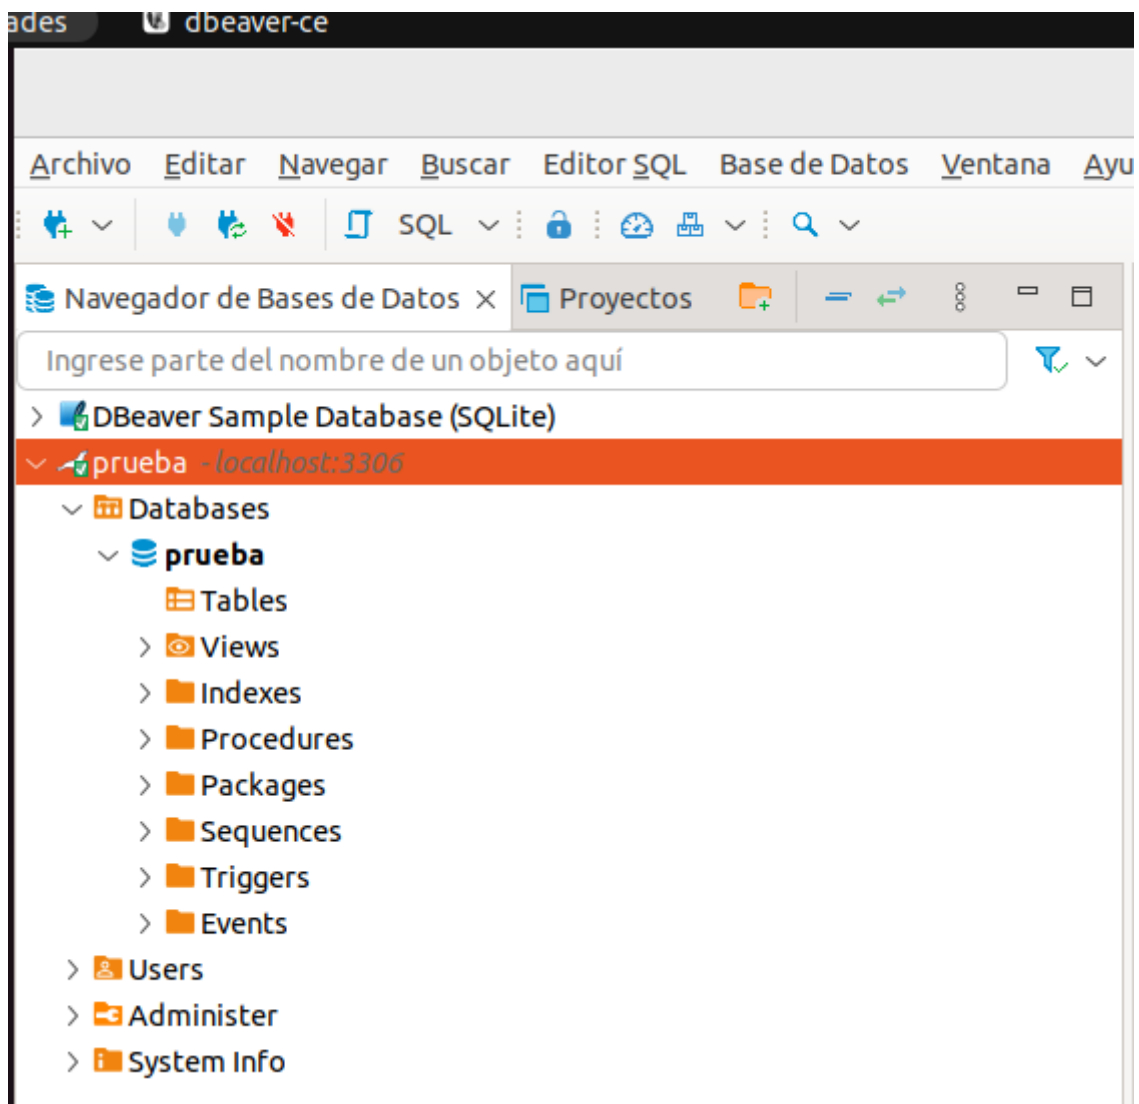 ades dbeaver-ce
Archivo Editar Navegar Buscar Editor SQL Base de Datos Ventana Ayu
SQL
Navegador de Bases de Datos Proyectos
Ingrese parte del nombre de un objeto aquí
DBeaver Sample Database (SQLite)
prueba - localhost:3306
Databases
prueba
Tables
Views
Indexes
Procedures
Packages
Sequences
Triggers
Events
Users
Administer
System Info